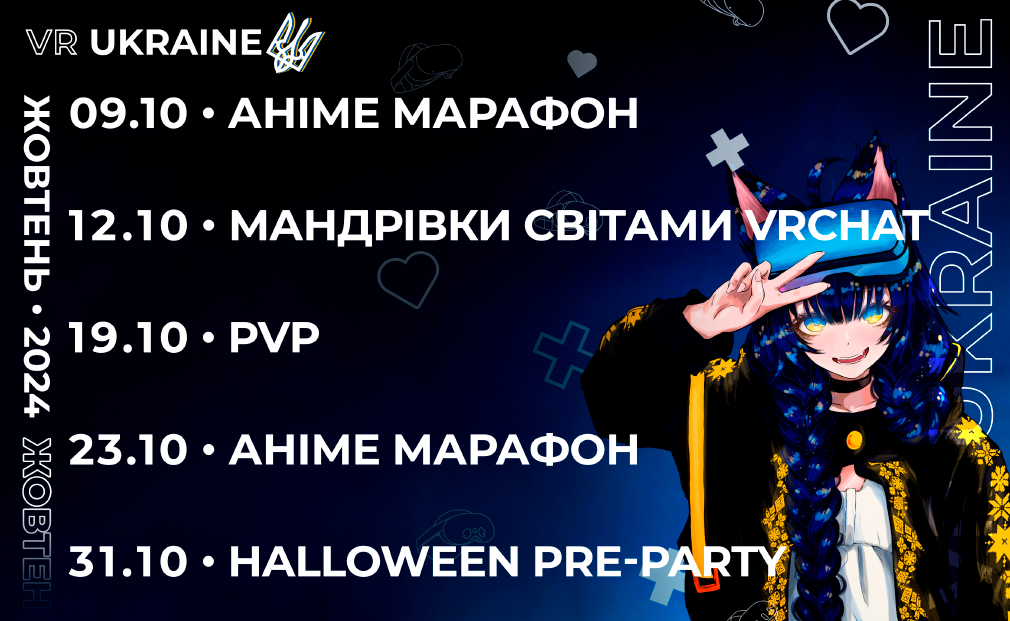 VR UKRAINE
ЖОВТЕНЬ • 2024
ЖОВТЕН
09.10 • АНІМЕ МАРАФОН
12.10 • МАНДРІВКИ СВІТАМИ VRCHAT
19.10 • PVP
23.10 • АНІМЕ МАРАФОН
31.10 • HALLOWEEN PRE-PARTY
UKRAINE